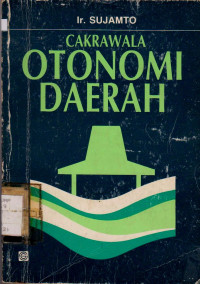 Ir. SUJAMTO
CAKRAWALA
OTONOMI
DAERAH